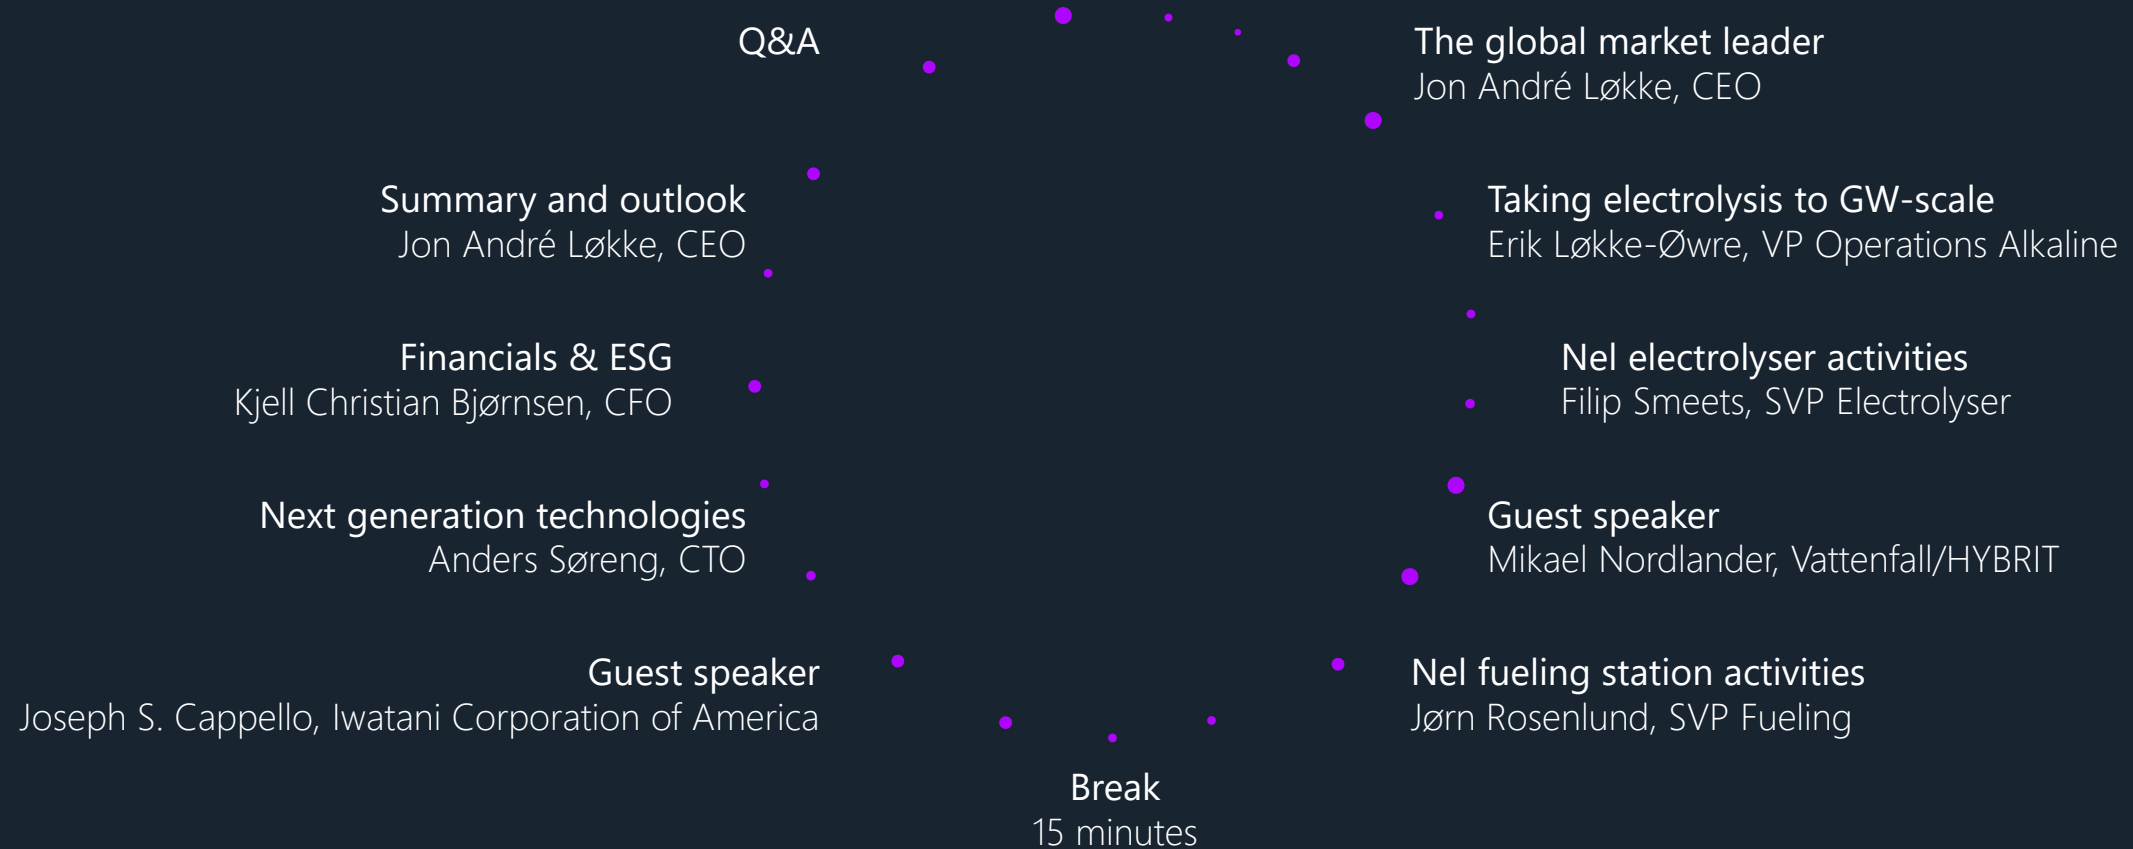 The global market leader
Jon André Løkke, CEO
Taking electrolysis to GW-scale
Erik Løkke-Øwre, VP Operations Alkaline
Nel electrolyser activities
Filip Smeets, SVP Electrolyser
Guest speaker
Mikael Nordlander, Vattenfall/HYBRIT
Nel fueling station activities
Jørn Rosenlund, SVP Fueling
Break
15 minutes
Guest speaker
Joseph S. Cappello, Iwatani Corporation of America
Next generation technologies
Anders Søreng, CTO
Financials & ESG
Kjell Christian Bjørnsen, CFO
Summary and outlook
Jon André Løkke, CEO
Q&A